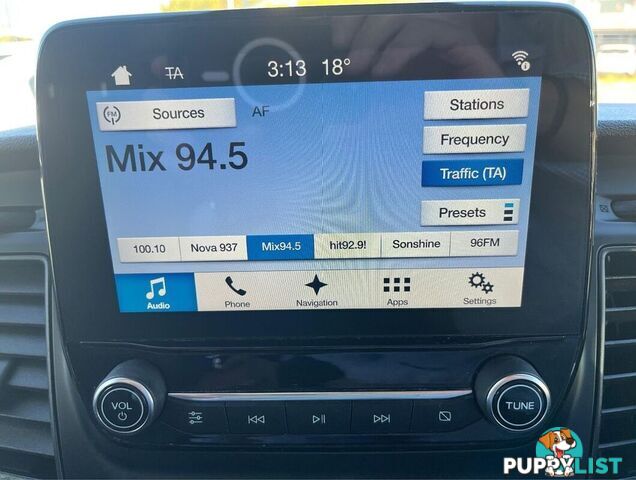 TA 3:13 18°
FM Sources AF Stations
Frequency
Mix 94.5
Traffic (TA)
Presets
100.10 Nova 937 Mix94.5 hit92.9! Sonshine 96FM
Audio Phone Navigation Apps Settings
VOL TUNE
PUPPYLIST